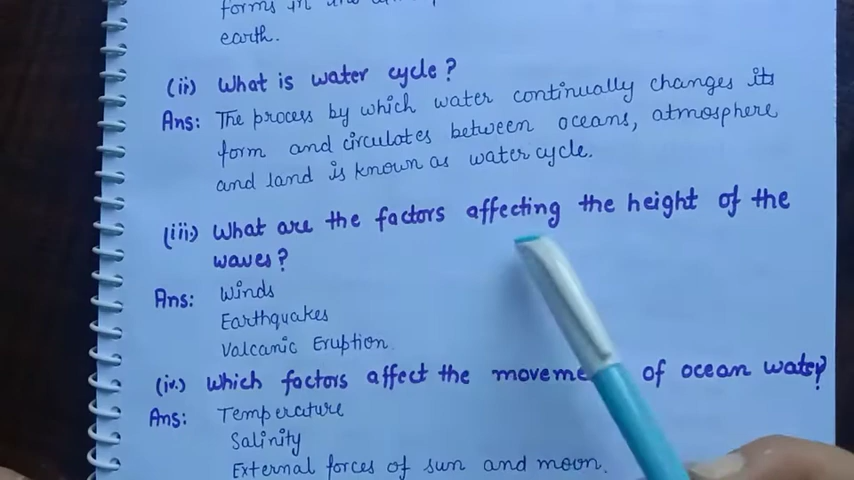 forms in
earth.
(ii) What is water cycle?
Ans: The process by which water continually changes its
form and circulates between oceans, atmosphere
and land is known as water cycle.
(iii) What are the factors affecting the height of the
waves?
Ans: Winds
Earthquakes
Volcanic Eruption.
(iv.) Which factors affect the moveme of ocean water?
Ans: Temperature
Salinity
External forces of sun and moon.